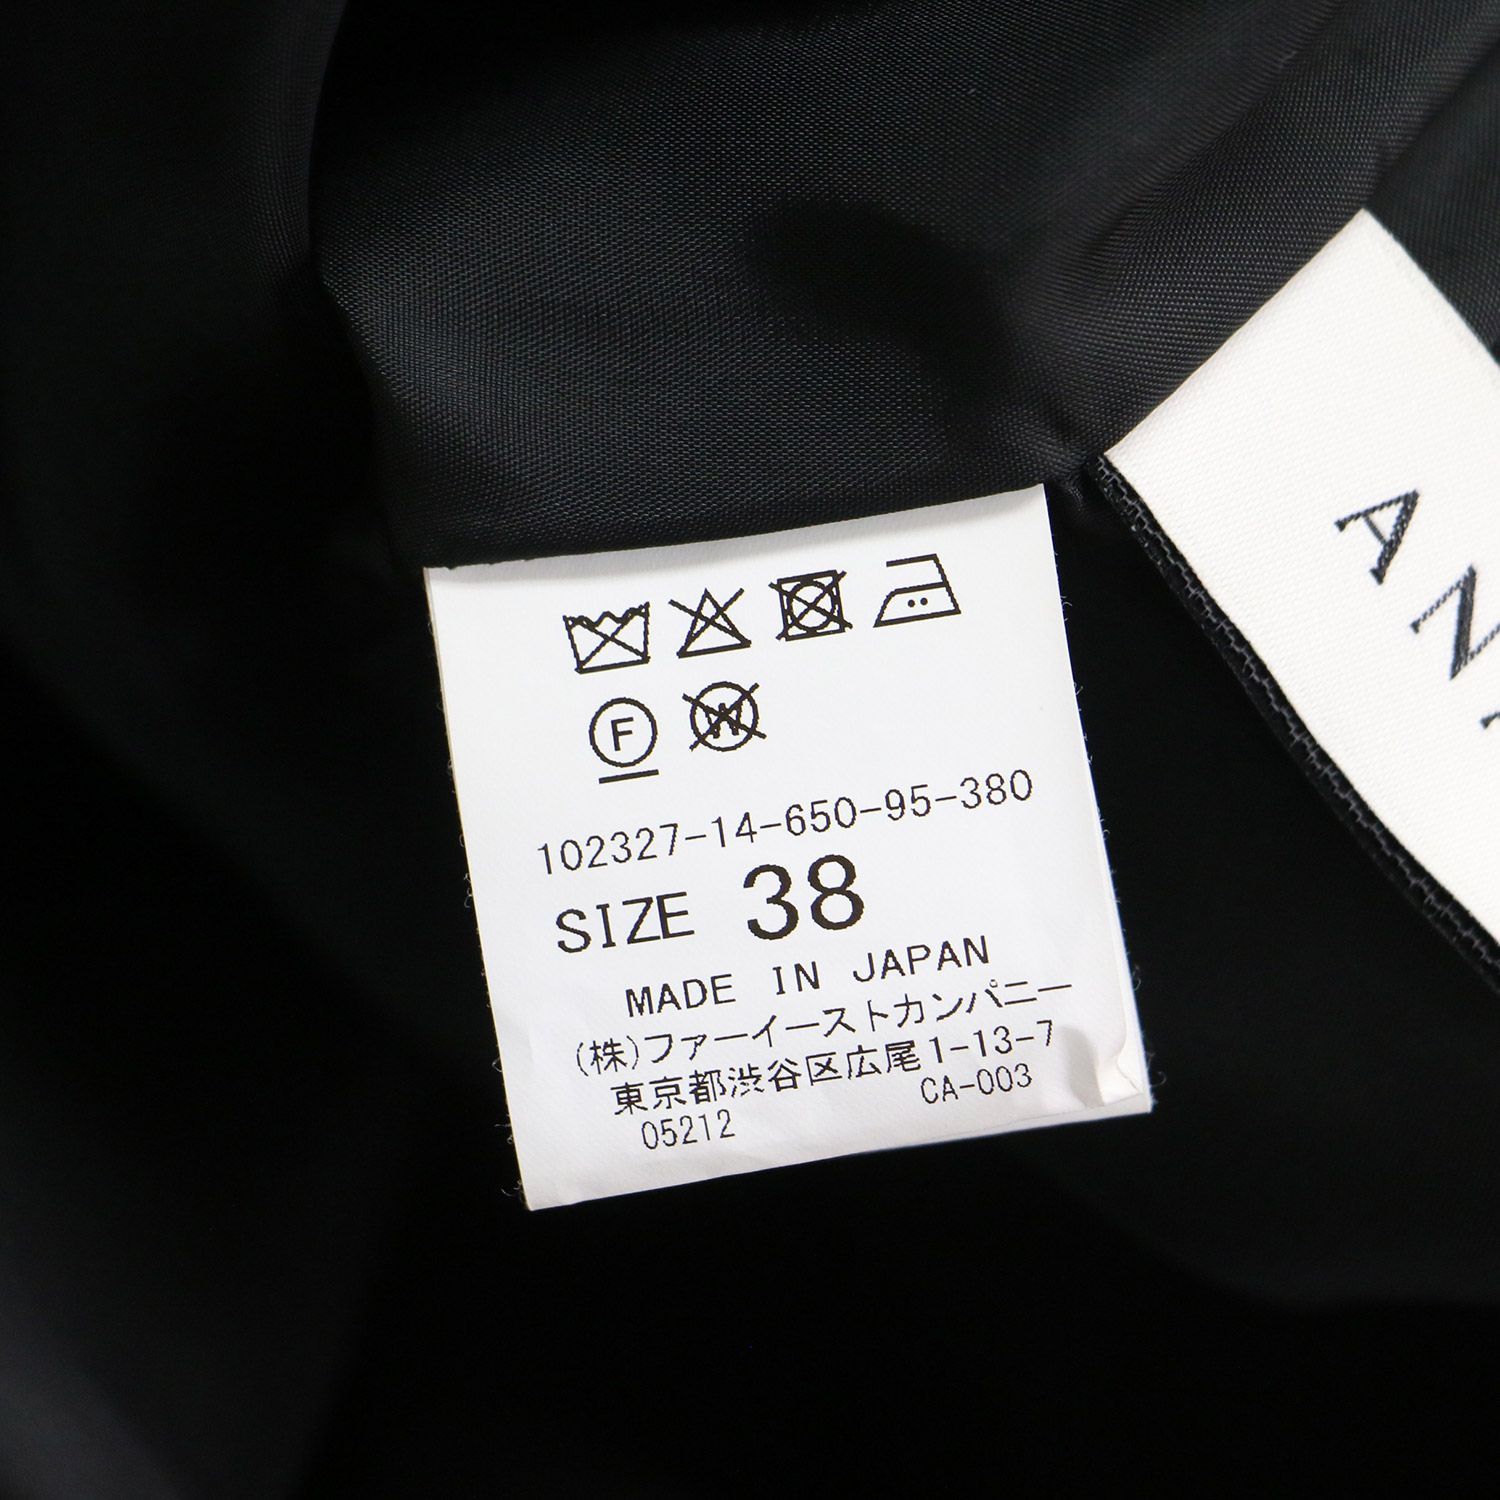 F W
102327-14-650-95-380
SIZE 38
MADE IN JAPAN
(株)ファーイーストカンパニー
東京都渋谷区広尾1-13-7
05212 CA-003